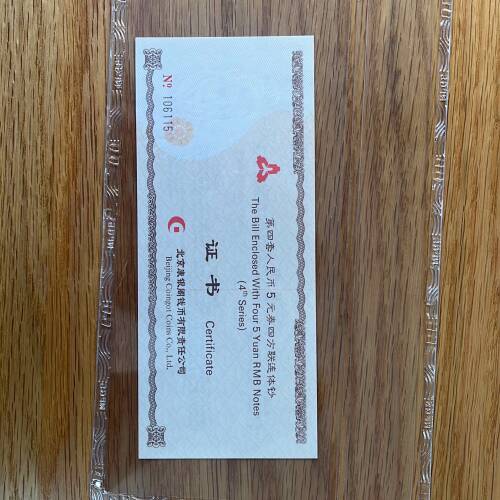 第四套人民币5元券四方联连体钞
The Bill Enclosed With Four 5 Yuan RMB Notes
(4th Series)
证书 Certificate
北京康银阁钱币有限责任公司
Beijing Coingot Coins Co., Ltd.
Nº 106116